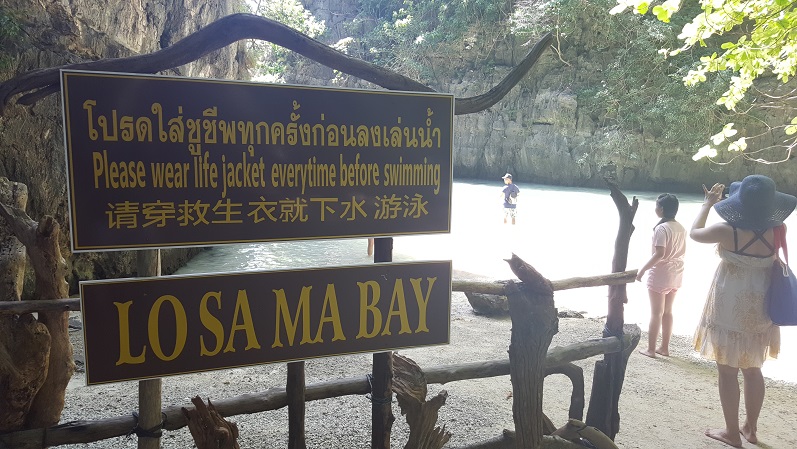 โปรดใส่ชูชีพทุกครั้งก่อนลงเล่นน้ำ
Please wear life jacket everytime before swimming
请穿救生衣就下水 游泳
LO SA MA BAY